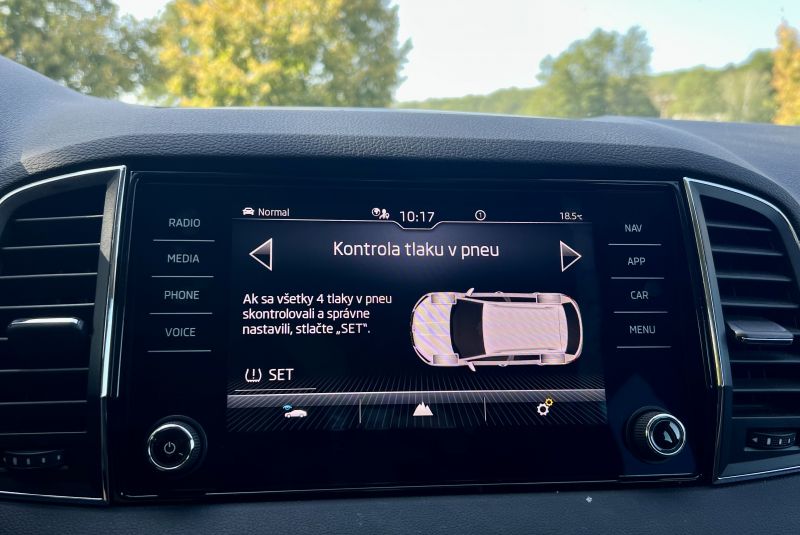 Normal
10:17
18.5°C
Kontrola tlaku v pneu
Ak sa všetky 4 tlaky v pneu
skontrolovali a správne
nastavili, stlačte „SET“.
SET
RADIO
MEDIA
PHONE
VOICE
NAV
APP
CAR
MENU